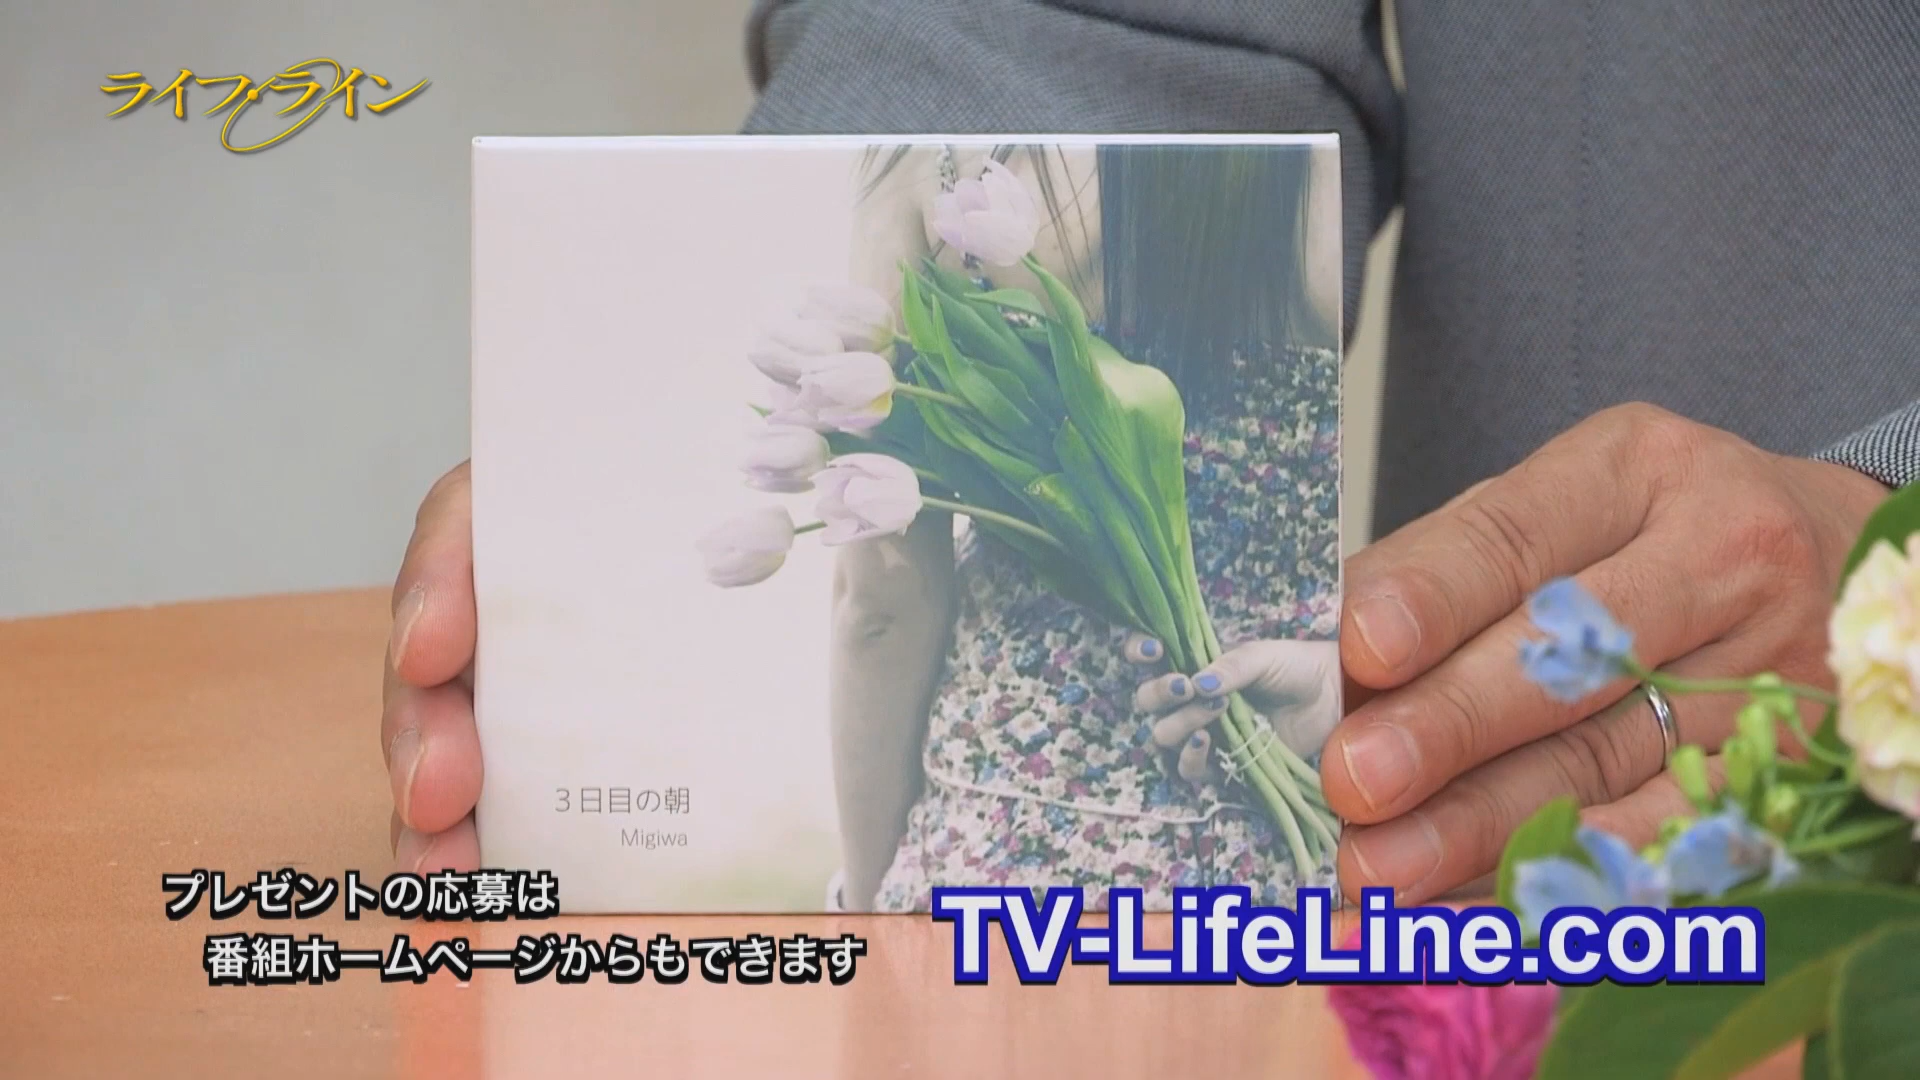 ライフ・ライン
3日目の朝
Migiwa
プレゼントの応募は
番組ホームページからもできます
TV-LifeLine.com